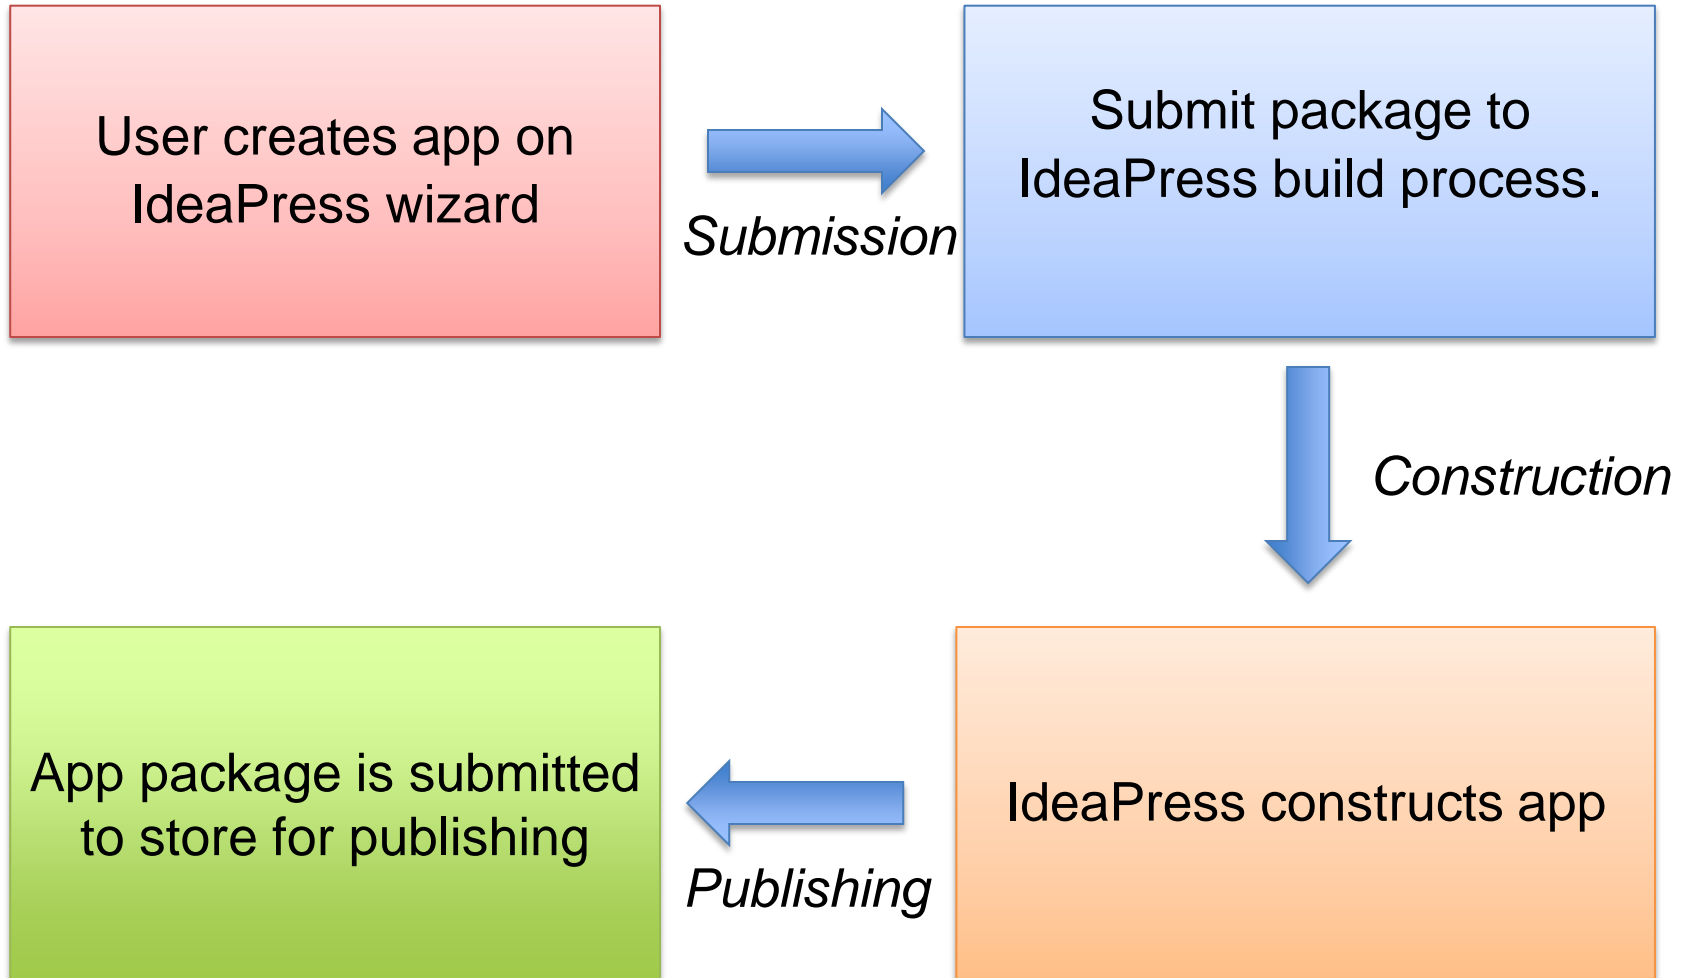 User creates app on
IdeaPress wizard
Submission
Submit package to
IdeaPress build process.
Construction
IdeaPress constructs app
Publishing
App package is submitted
to store for publishing